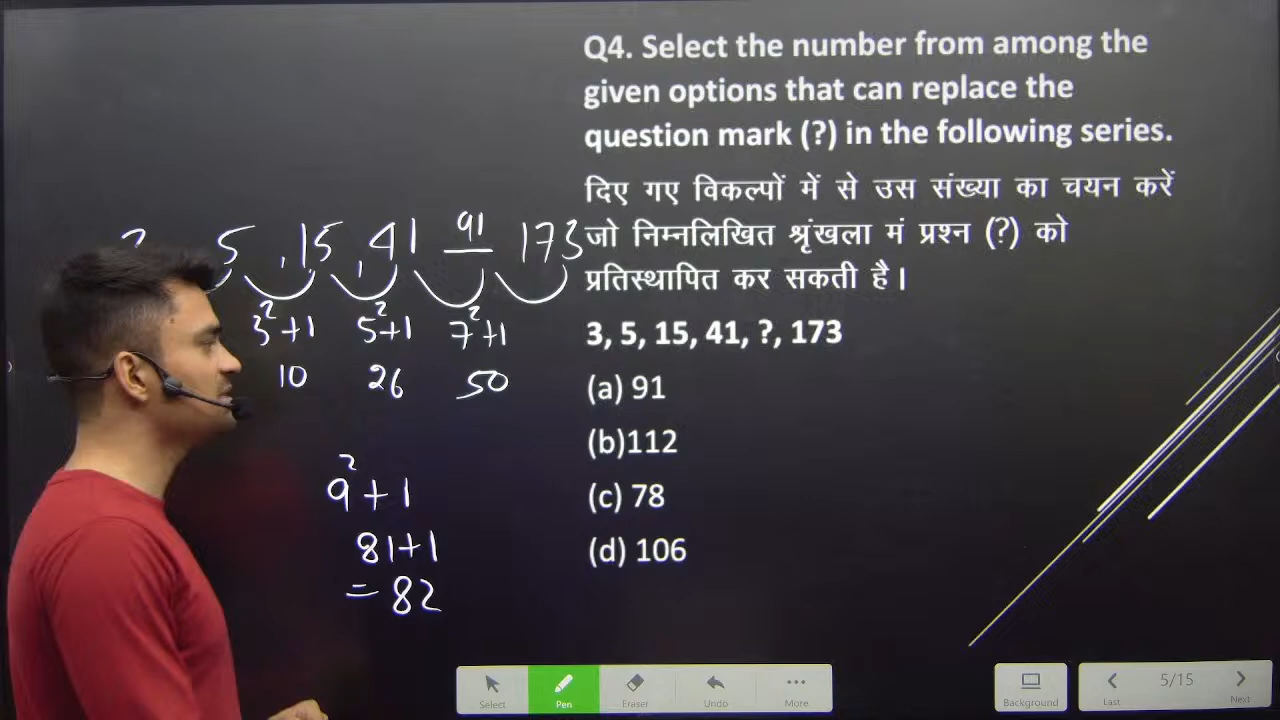 Q4. Select the number from among the
given options that can replace the
question mark (?) in the following series.
दिए गए विकल्पों में से उस संख्या का चयन करें
जो निम्नलिखित श्रृंखला मं प्रश्न (?) को
प्रतिस्थापित कर सकती है।
3, 5, 15, 41, ?, 173
(a) 91
(b)112
(c) 78
(d) 106
5 , 15 , 41 91 173
3²+1 5²+1 7²+1
10 26 50
9²+1
81+1
=82
Select Pen Eraser Undo More
Background
Last 5/15 Next